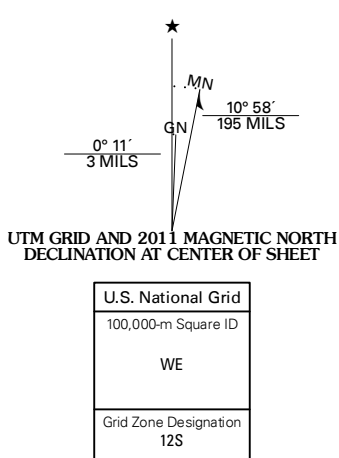 ★
MN
10° 58´
195 MILS
GN
0° 11´
3 MILS
UTM GRID AND 2011 MAGNETIC NORTH
DECLINATION AT CENTER OF SHEET
U.S. National Grid
100,000-m Square ID
WE
Grid Zone Designation
12S